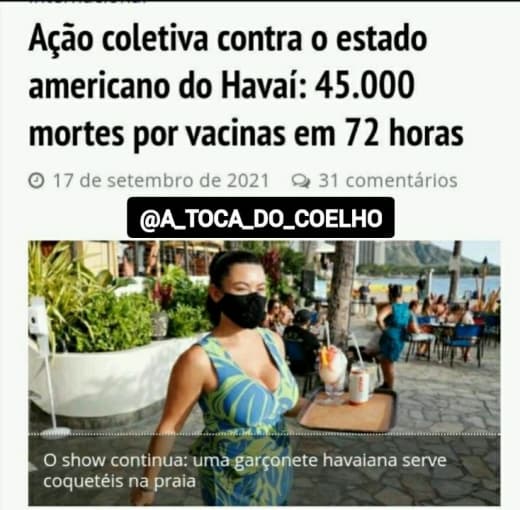 Internacional
Ação coletiva contra o estado
americano do Havaí: 45.000
mortes por vacinas em 72 horas
17 de setembro de 2021 31 comentários
@A_TOCA_DO_COELHO
O show continua: uma garçonete havaiana serve
coquetéis na praia